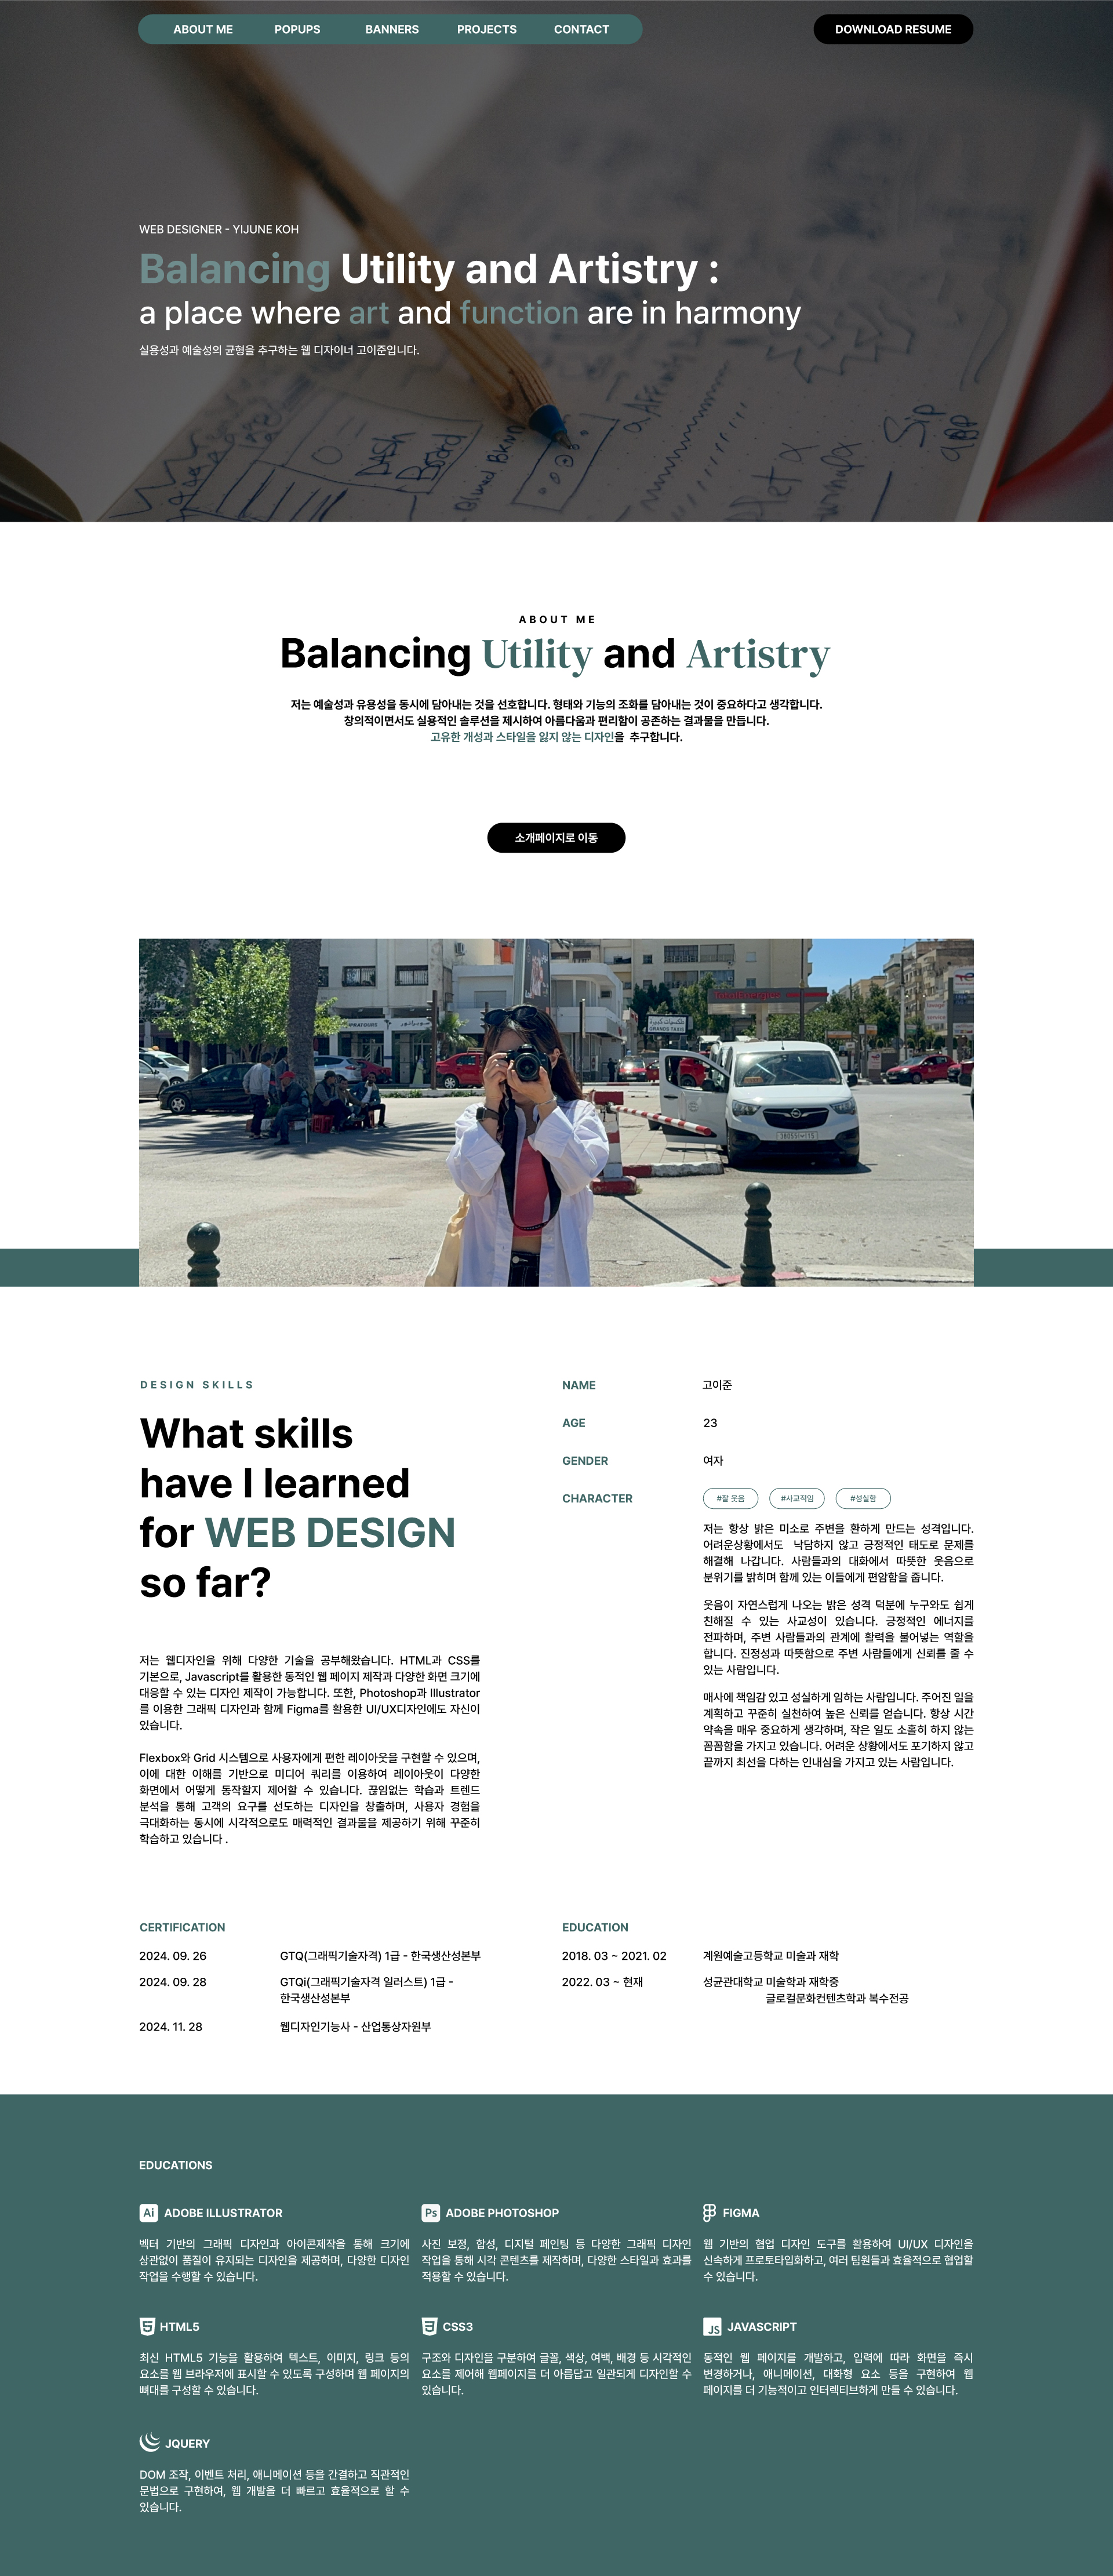 ABOUT ME
POPUPS
BANNERS
PROJECTS
CONTACT
DOWNLOAD RESUME
WEB DESIGNER - YIJUNE KOH
Balancing Utility and Artistry :
a place where art and function are in harmony
실용성과 예술성의 균형을 추구하는 웹 디자이너 고이준입니다.
ABOUT ME
Balancing Utility and Artistry
저는 예술성과 유용성을 동시에 담아내는 것을 선호합니다. 형태와 기능의 조화를 담아내는 것이 중요하다고 생각합니다.
창의적이면서도 실용적인 솔루션을 제시하여 아름다움과 편리함이 공존하는 결과물을 만듭니다.
고유한 개성과 스타일을 잃지 않는 디자인을 추구합니다.
소개페이지로 이동
GRANDS TAXIS
DESIGN SKILLS
What skills
have I learned
for WEB DESIGN
so far?
저는 웹디자인을 위해 다양한 기술을 공부해왔습니다. HTML과 CSS를
기본으로, Javascript를 활용한 동적인 웹 페이지 제작과 다양한 화면 크기에
대응할 수 있는 디자인 제작이 가능합니다. 또한, Photoshop과 Illustrator
를 이용한 그래픽 디자인과 함께 Figma를 활용한 UI/UX디자인에도 자신이
있습니다.
Flexbox와 Grid 시스템으로 사용자에게 편한 레이아웃을 구현할 수 있으며,
이에 대한 이해를 기반으로 미디어 쿼리를 이용하여 레이아웃이 다양한
화면에서 어떻게 동작할지 제어할 수 있습니다. 끊임없는 학습과 트렌드
분석을 통해 고객의 요구를 선도하는 디자인을 창출하며, 사용자 경험을
극대화하는 동시에 시각적으로도 매력적인 결과물을 제공하기 위해 꾸준히
학습하고 있습니다 .
NAME 고이준
AGE 23
GENDER 여자
CHARACTER #잘 웃음 #사교적임 #성실함
저는 항상 밝은 미소로 주변을 환하게 만드는 성격입니다.
어려운상황에서도 낙담하지 않고 긍정적인 태도로 문제를
해결해 나갑니다. 사람들과의 대화에서 따뜻한 웃음으로
분위기를 밝히며 함께 있는 이들에게 편암함을 줍니다.
웃음이 자연스럽게 나오는 밝은 성격 덕분에 누구와도 쉽게
친해질 수 있는 사교성이 있습니다. 긍정적인 에너지를
전파하며, 주변 사람들과의 관계에 활력을 불어넣는 역할을
합니다. 진정성과 따뜻함으로 주변 사람들에게 신뢰를 줄 수
있는 사람입니다.
매사에 책임감 있고 성실하게 임하는 사람입니다. 주어진 일을
계획하고 꾸준히 실천하여 높은 신뢰를 얻습니다. 항상 시간
약속을 매우 중요하게 생각하며, 작은 일도 소홀히 하지 않는
꼼꼼함을 가지고 있습니다. 어려운 상황에서도 포기하지 않고
끝까지 최선을 다하는 인내심을 가지고 있는 사람입니다.
CERTIFICATION
2024. 09. 26 GTQ(그래픽기술자격) 1급 - 한국생산성본부
2024. 09. 28 GTQi(그래픽기술자격 일러스트) 1급 -
한국생산성본부
2024. 11. 28 웹디자인기능사 - 산업통상자원부
EDUCATION
2018. 03 ~ 2021. 02 계원예술고등학교 미술과 재학
2022. 03 ~ 현재 성균관대학교 미술학과 재학중
글로컬문화컨텐츠학과 복수전공
EDUCATIONS
Ai ADOBE ILLUSTRATOR
벡터 기반의 그래픽 디자인과 아이콘제작을 통해 크기에
상관없이 품질이 유지되는 디자인을 제공하며, 다양한 디자인
작업을 수행할 수 있습니다.
Ps ADOBE PHOTOSHOP
사진 보정, 합성, 디지털 페인팅 등 다양한 그래픽 디자인
작업을 통해 시각 콘텐츠를 제작하며, 다양한 스타일과 효과를
적용할 수 있습니다.
FIGMA
웹 기반의 협업 디자인 도구를 활용하여 UI/UX 디자인을
신속하게 프로토타입화하고, 여러 팀원들과 효율적으로 협업할
수 있습니다.
HTML5
최신 HTML5 기능을 활용하여 텍스트, 이미지, 링크 등의
요소를 웹 브라우저에 표시할 수 있도록 구성하며 웹 페이지의
뼈대를 구성할 수 있습니다.
CSS3
구조와 디자인을 구분하여 글꼴, 색상, 여백, 배경 등 시각적인
요소를 제어해 웹페이지를 더 아름답고 일관되게 디자인할 수
있습니다.
JS JAVASCRIPT
동적인 웹 페이지를 개발하고, 입력에 따라 화면을 즉시
변경하거나, 애니메이션, 대화형 요소 등을 구현하여 웹
페이지를 더 기능적이고 인터렉티브하게 만들 수 있습니다.
JQUERY
DOM 조작, 이벤트 처리, 애니메이션 등을 간결하고 직관적인
문법으로 구현하여, 웹 개발을 더 빠르고 효율적으로 할 수
있습니다.